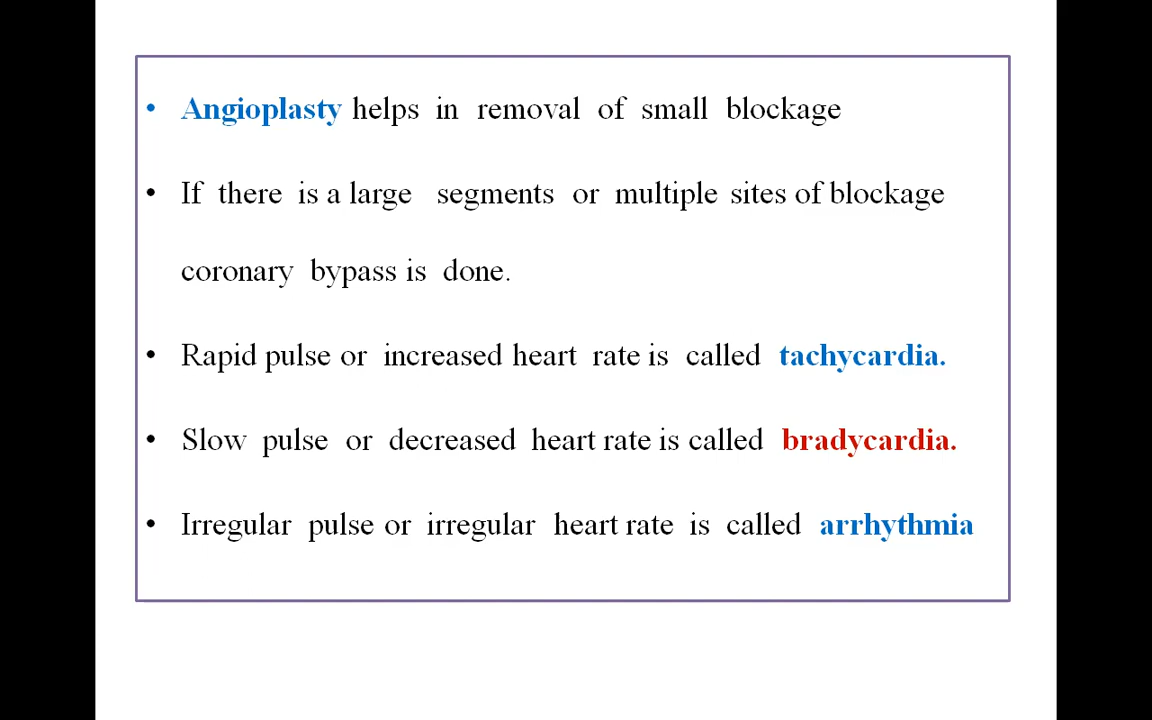 • Angioplasty helps in removal of small blockage
• If there is a large segments or multiple sites of blockage
coronary bypass is done.
• Rapid pulse or increased heart rate is called tachycardia.
• Slow pulse or decreased heart rate is called bradycardia.
• Irregular pulse or irregular heart rate is called arrhythmia